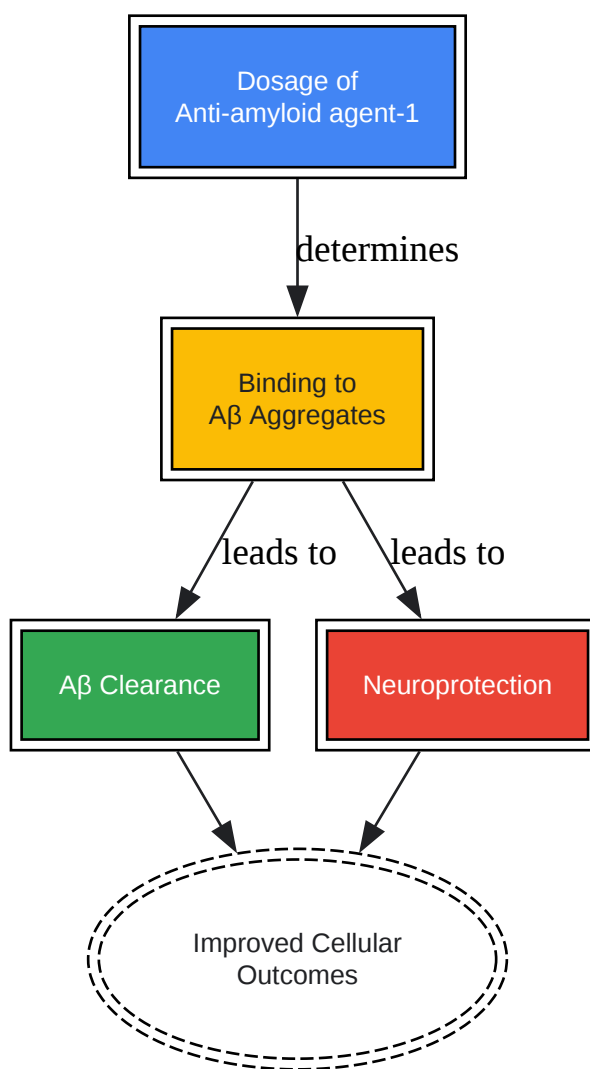 Dosage of
Anti-amyloid agent-1
determines
Binding to
Aβ Aggregates
leads to
leads to
Aβ Clearance
Neuroprotection
Improved Cellular
Outcomes